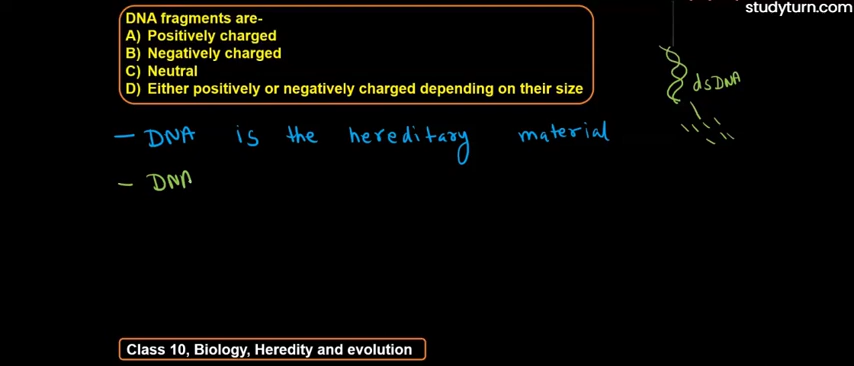 studyturn.com
DNA fragments are-
A) Positively charged
B) Negatively charged
C) Neutral
D) Either positively or negatively charged depending on their size
dsDNA
- DNA is the hereditary material
- DNA
Class 10, Biology, Heredity and evolution